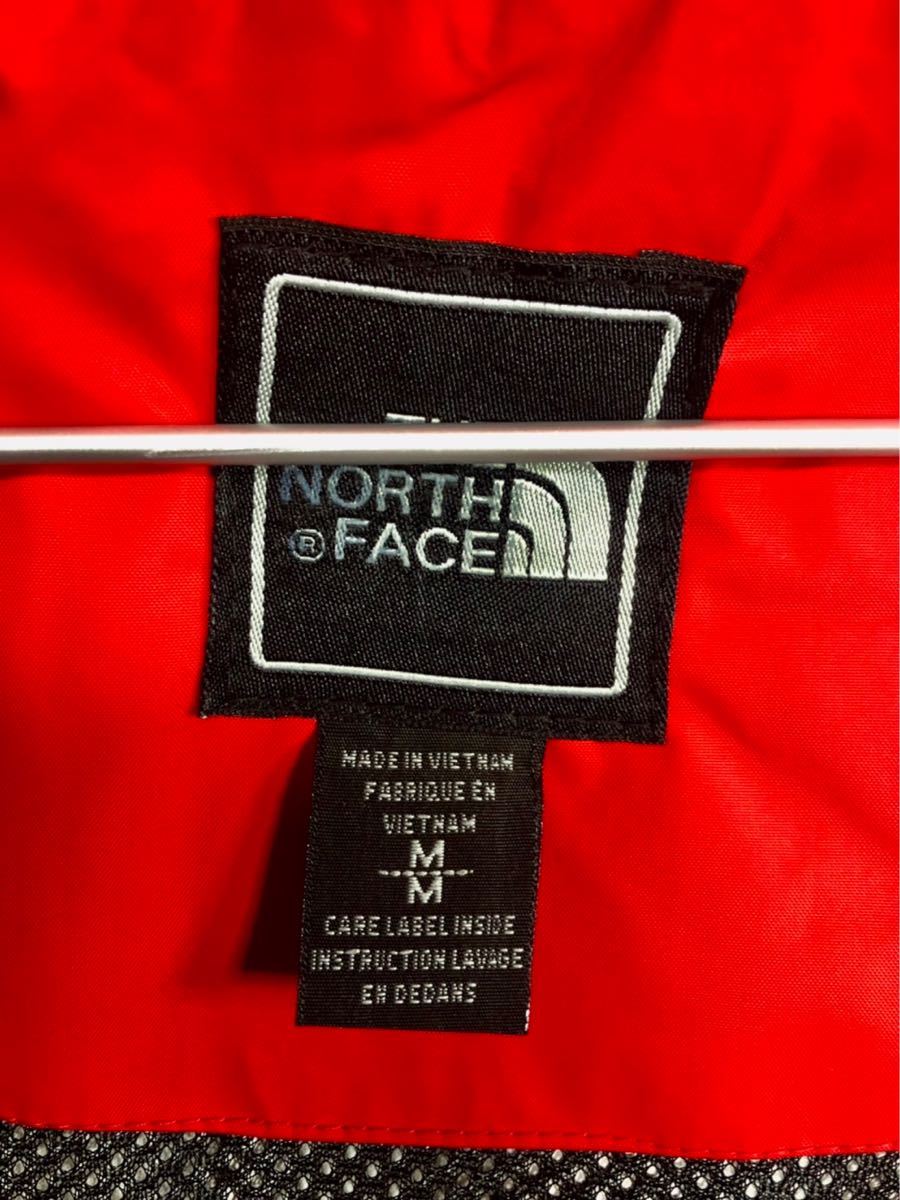 NORTH
® FACE
MADE IN VIETNAM
FABRIQUE EN
VIETNAM
M
M
CARE LABEL INSIDE
INSTRUCTION LAVAGE
EN DEDANS